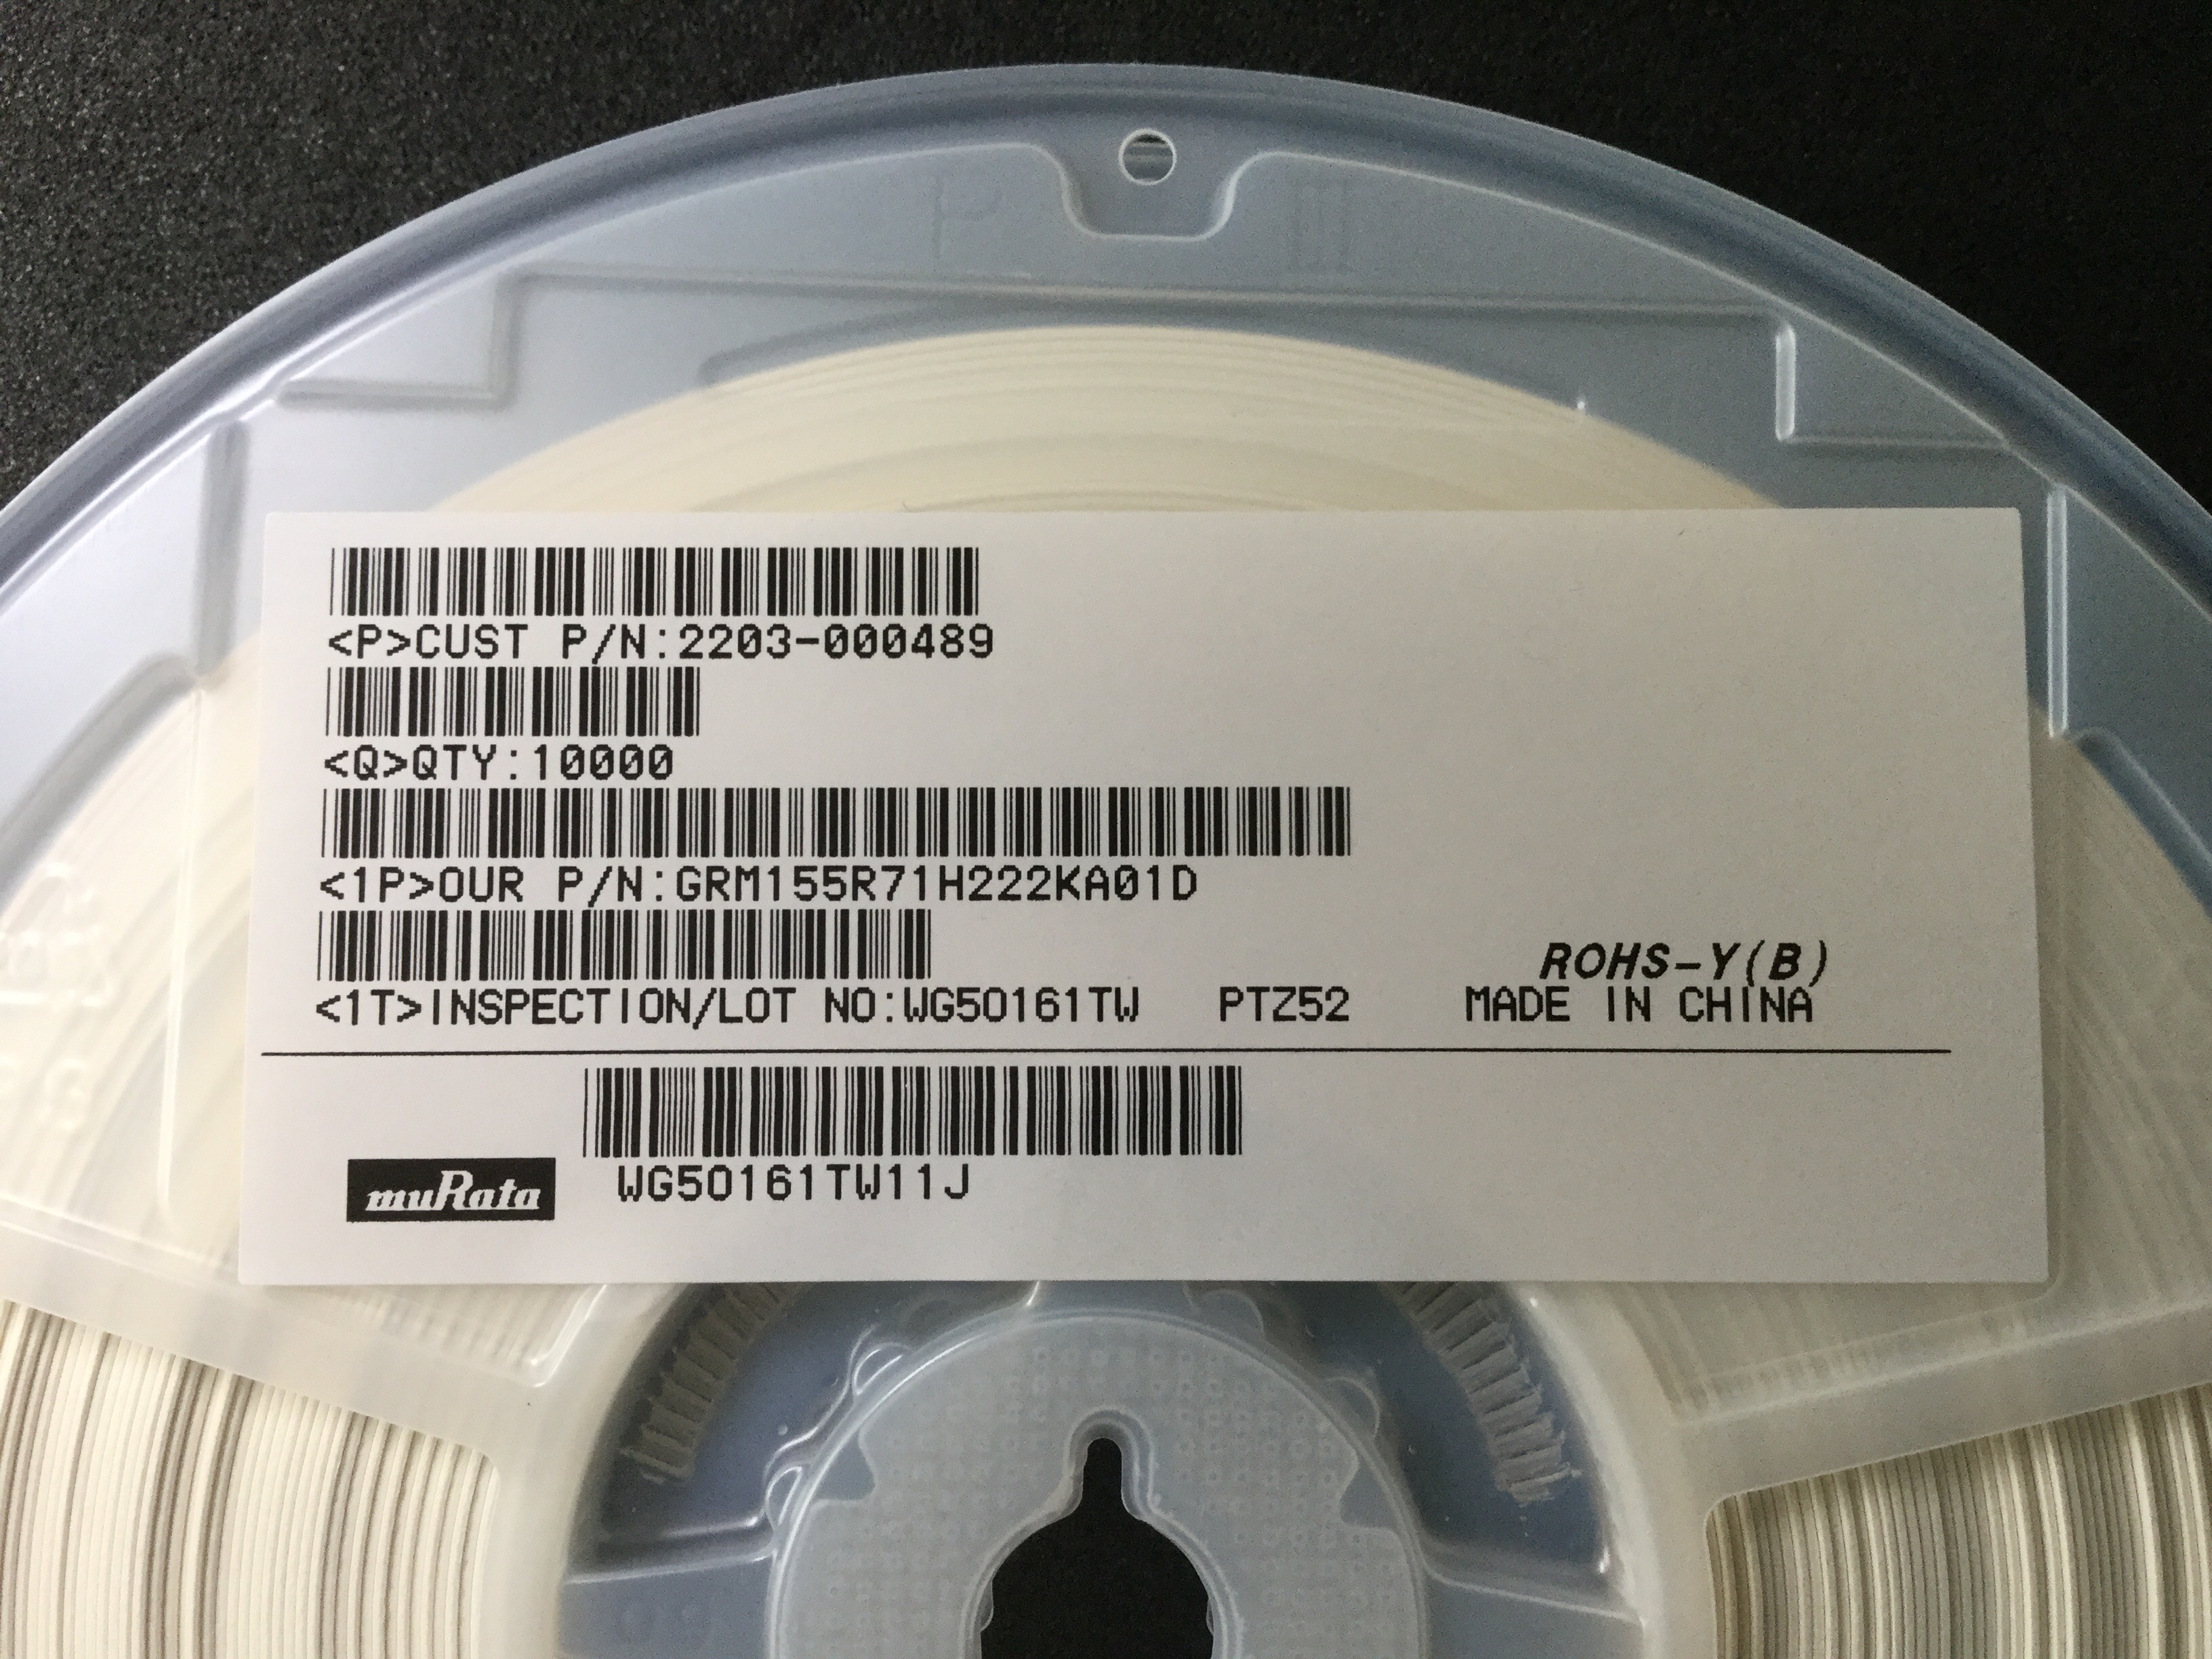 <P>CUST P/N:2203-000489
<Q>QTY:10000
<1P>OUR P/N:GRM155R71H222KA01D
ROHS-Y(B)
<1T>INSPECTION/LOT NO:WG50161TW PTZ52 MADE IN CHINA
muRata
WG50161TW11J